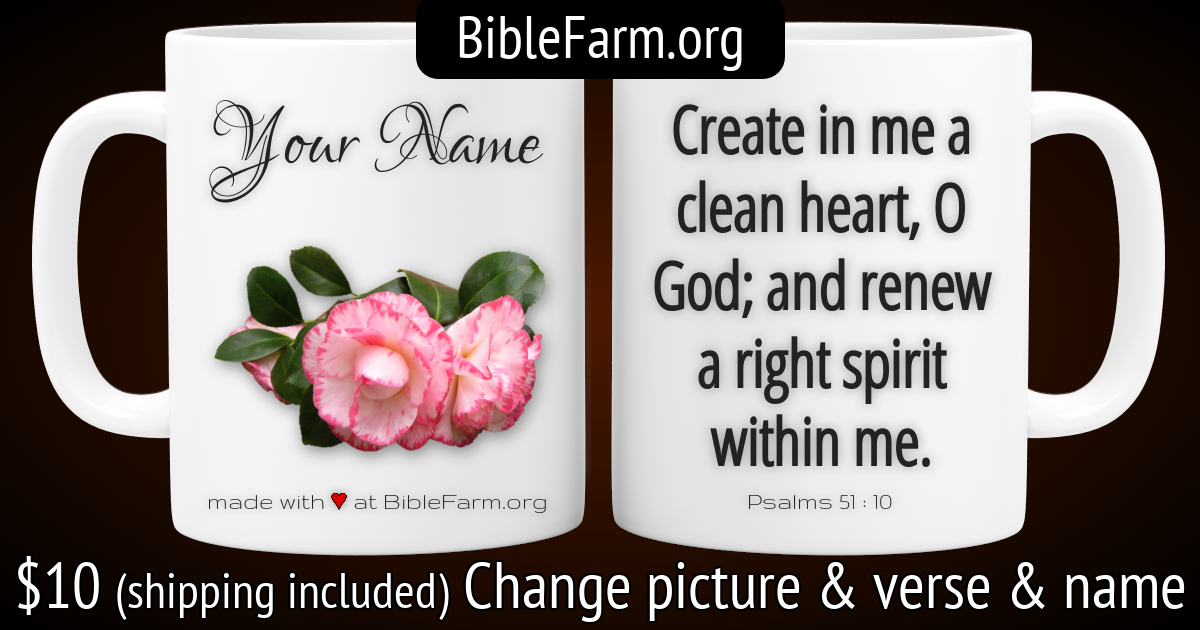 BibleFarm.org
Your Name
made with ♥ at BibleFarm.org
Create in me a
clean heart, O
God; and renew
a right spirit
within me.
Psalms 51 : 10
$10 (shipping included) Change picture & verse & name